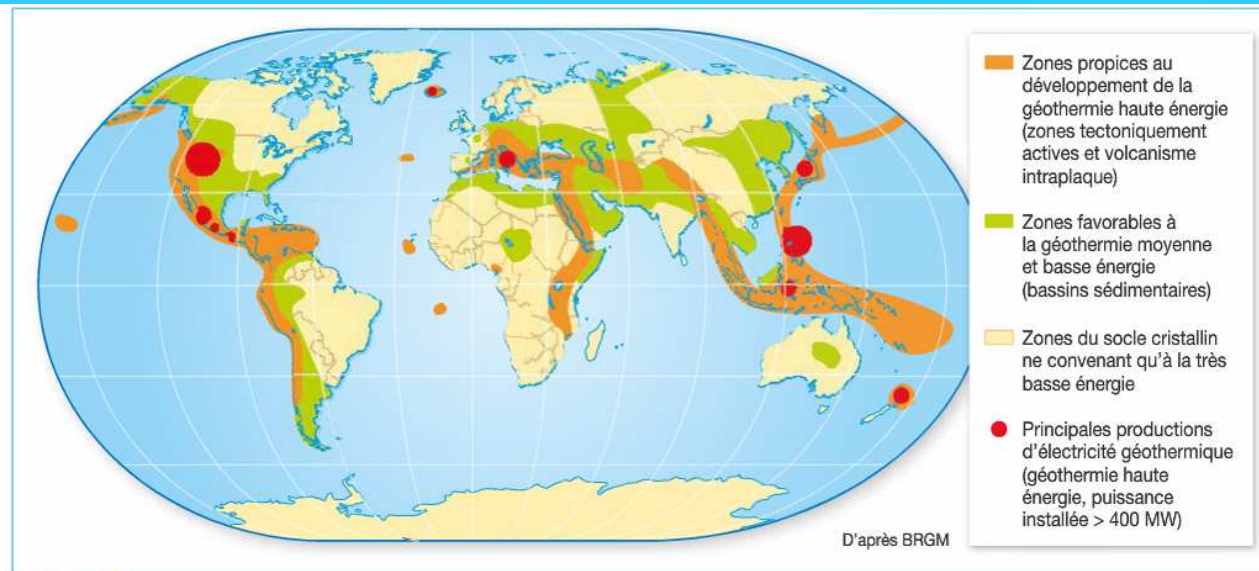 Zones propices au
développement de la
géothermie haute énergie
(zones tectoniquement
actives et volcanisme
intraplaque)
Zones favorables à
la géothermie moyenne
et basse énergie
(bassins sédimentaires)
Zones du socle cristallin
ne convenant qu'à la très
basse énergie
Principales productions
d'électricité géothermique
(géothermie haute
énergie, puissance
installée > 400 MW)
D'après BRGM